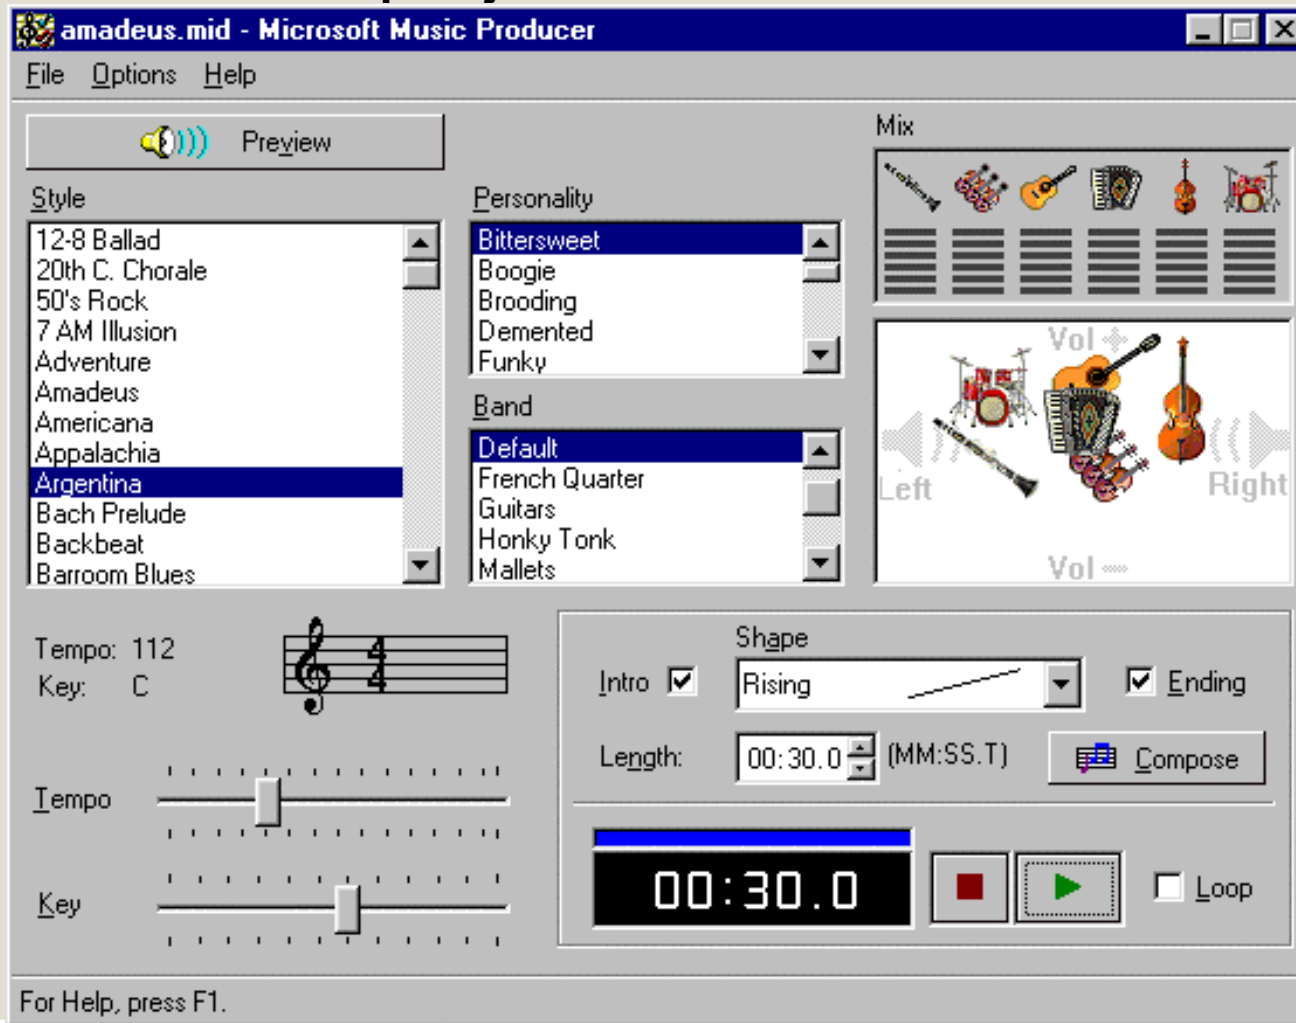 amadeus.mid - Microsoft Music Producer
File Options Help
Preview
Mix
Style
12-8 Ballad
20th C. Chorale
50's Rock
7 AM Illusion
Adventure
Amadeus
Americana
Appalachia
Argentina
Bach Prelude
Backbeat
Barroom Blues
Personality
Bittersweet
Boogie
Brooding
Demented
Funky
Band
Default
French Quarter
Guitars
Honky Tonk
Mallets
Vol
Left
Right
Vol
Tempo: 112
Key: C
4
4
Tempo
Key
Shape
Intro
Rising
Ending
Length:
00:30.0
(MM:SS.T)
Compose
00:30.0
Loop
For Help, press F1.